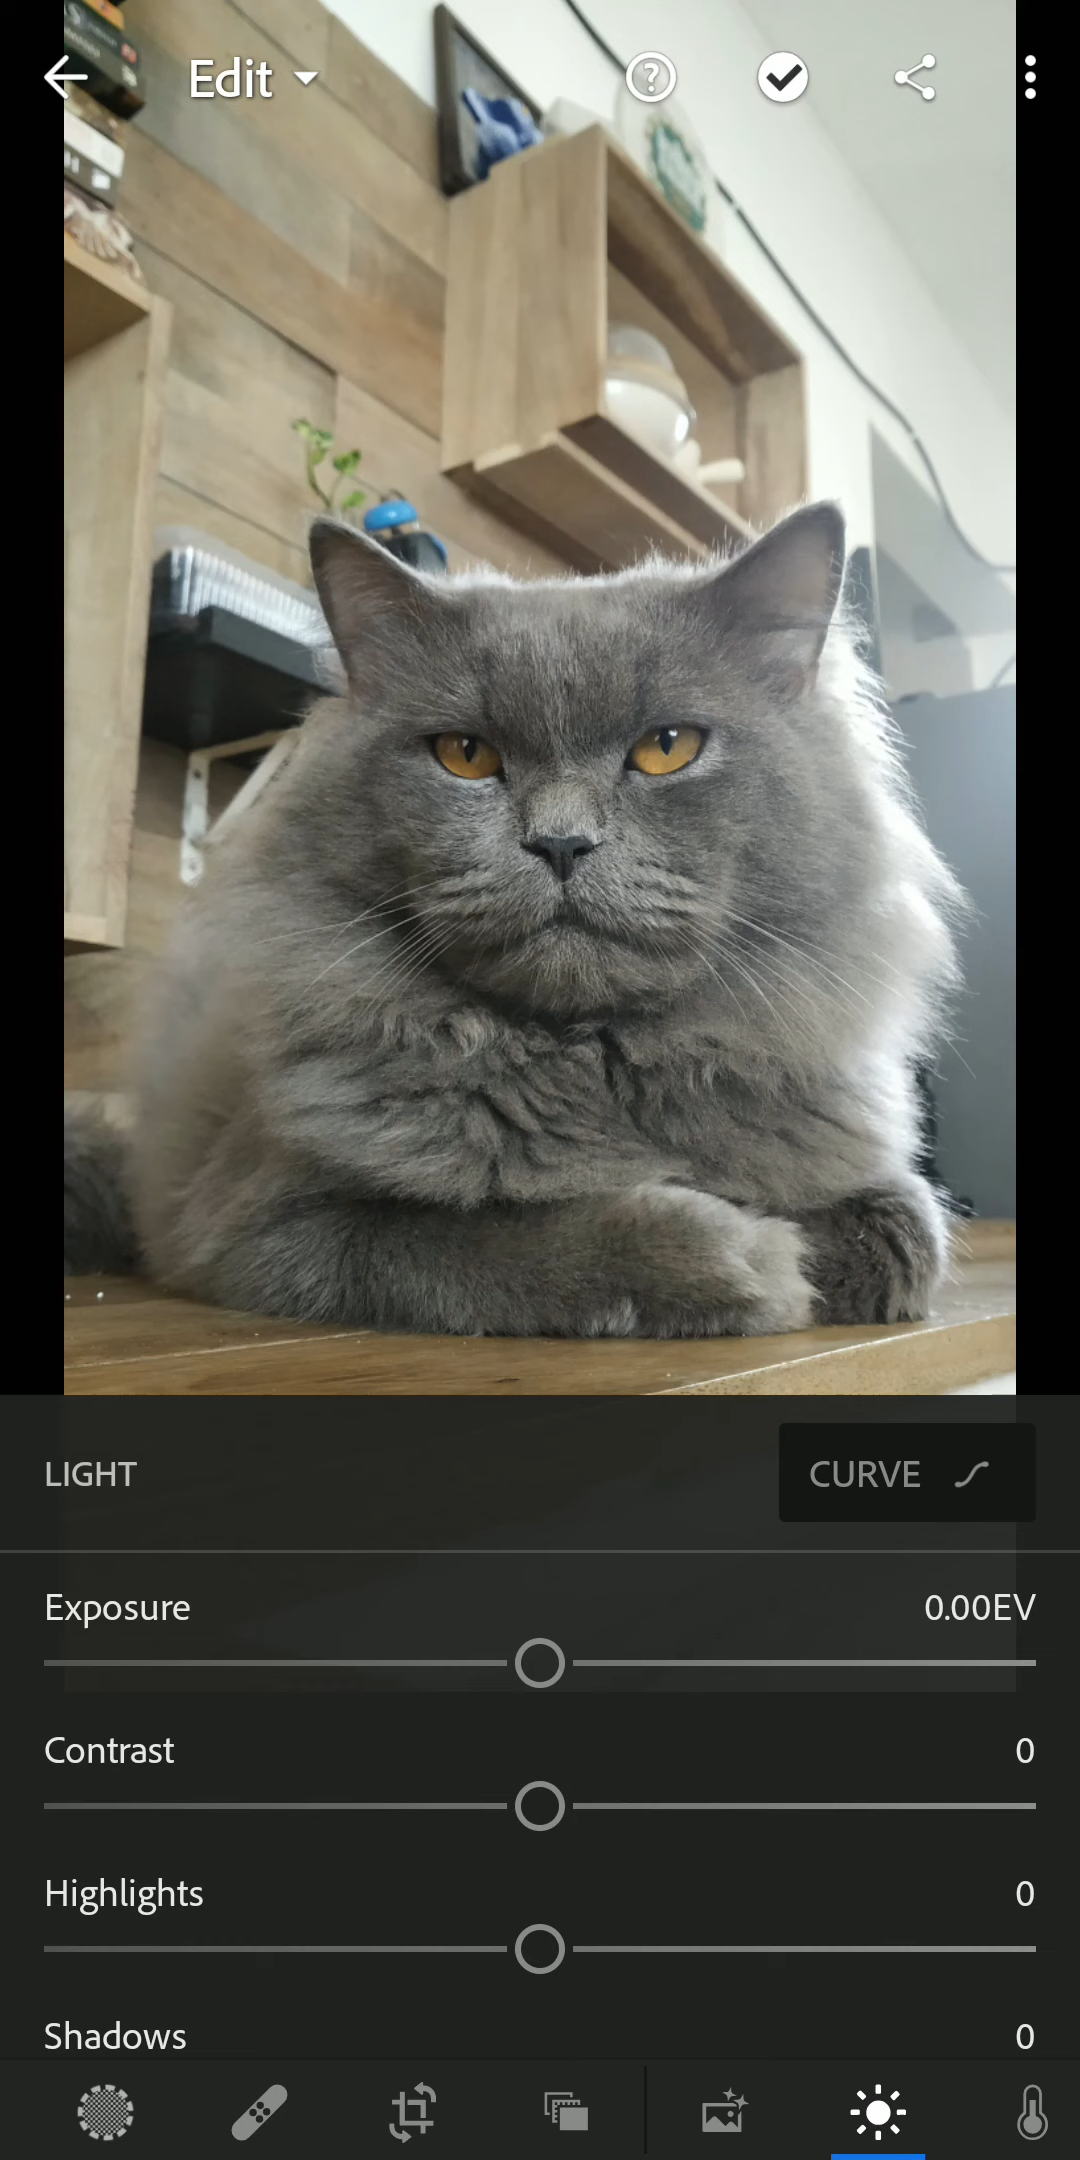 Edit
LIGHT
CURVE
Exposure
0.00EV
Contrast
0
Highlights
0
Shadows
0